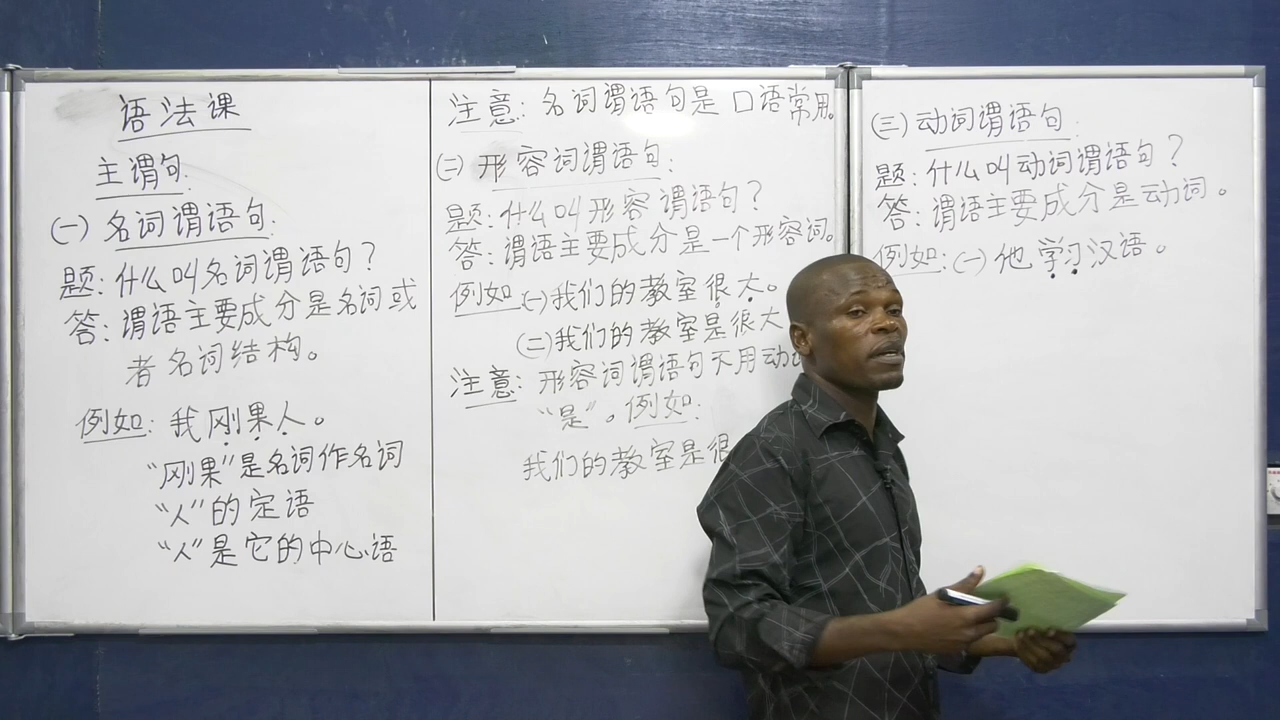 语法课
主谓句:
(一) 名词谓语句:
题: 什么叫名词谓语句?
答: 谓语主要成分是名词或
者名词结构。
例如: 我刚果人。
“刚果”是名词作名词
“人”的定语
“人”是它的中心语
注意: 名词谓语句是口语常用。
(二) 形容词谓语句:
题: 什么叫形容谓语句?
答: 谓语主要成分是一个形容词。
例如 (一) 我们的教室很大。
(二) 我们的教室是很大
注意: 形容词谓语句不用动
“是”。例如:
我们的教室是很
(三) 动词谓语句:
题: 什么叫动词谓语句?
答: 谓语主要成分是动词。
例如: (一) 他学习汉语。